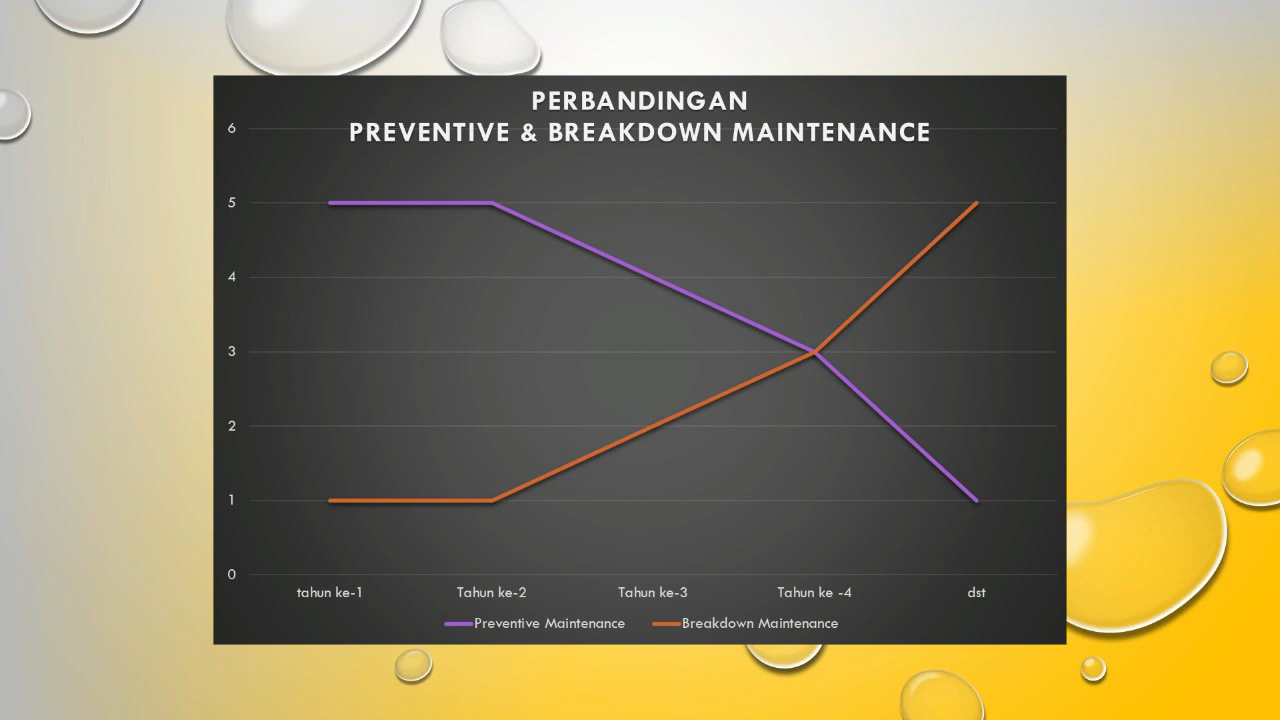 PERBANDINGAN
PREVENTIVE & BREAKDOWN MAINTENANCE
6
5
4
3
2
1
0
tahun ke-1 Tahun ke-2 Tahun ke-3 Tahun ke -4 dst
Preventive Maintenance Breakdown Maintenance